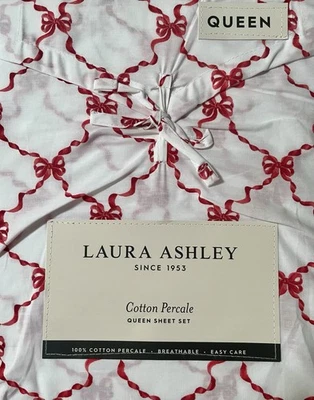 QUEEN
LAURA ASHLEY
SINCE 1953
Cotton Percale
QUEEN SHEET SET
100% COTTON PERCALE • BREATHABLE • EASY CARE